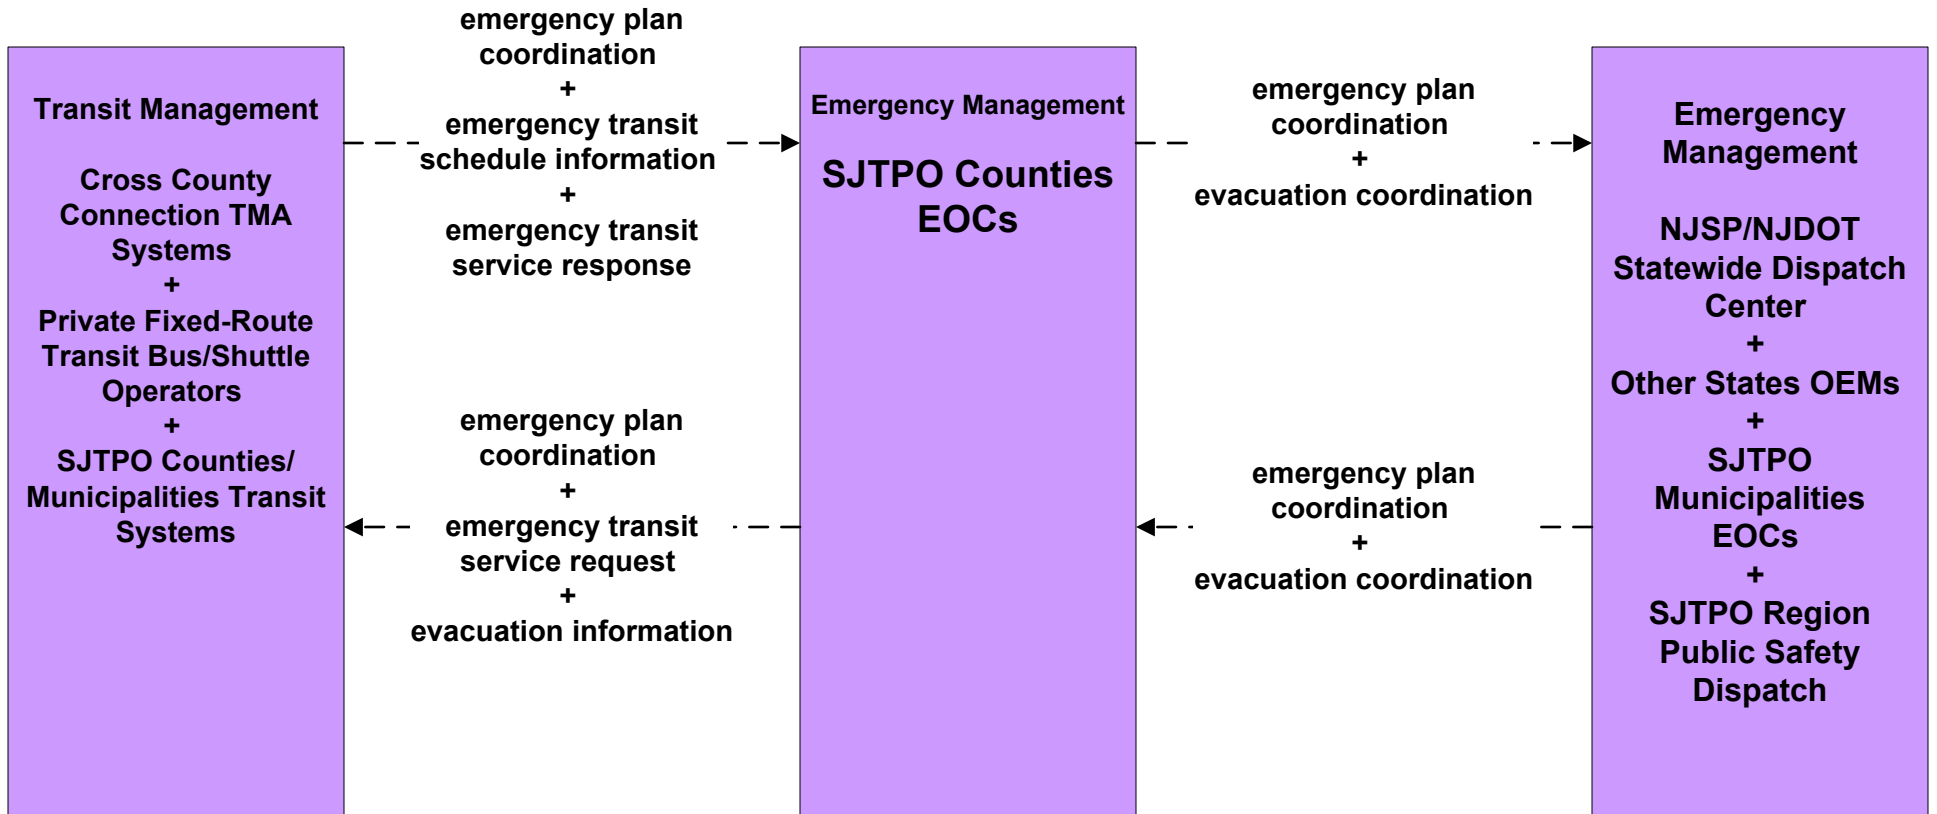 Transit Management
Cross County
Connection TMA
Systems
+
Private Fixed-Route
Transit Bus/Shuttle
Operators
+
SJTPO Counties/
Municipalities Transit
Systems
emergency plan
coordination
+
emergency transit
schedule information
+
emergency transit
service response
emergency plan
coordination
+
emergency transit
service request
+
evacuation information
Emergency Management
SJTPO Counties
EOCs
emergency plan
coordination
+
evacuation coordination
emergency plan
coordination
+
evacuation coordination
Emergency
Management
NJSP/NJDOT
Statewide Dispatch
Center
+
Other States OEMs
+
SJTPO
Municipalities
EOCs
+
SJTPO Region
Public Safety
Dispatch